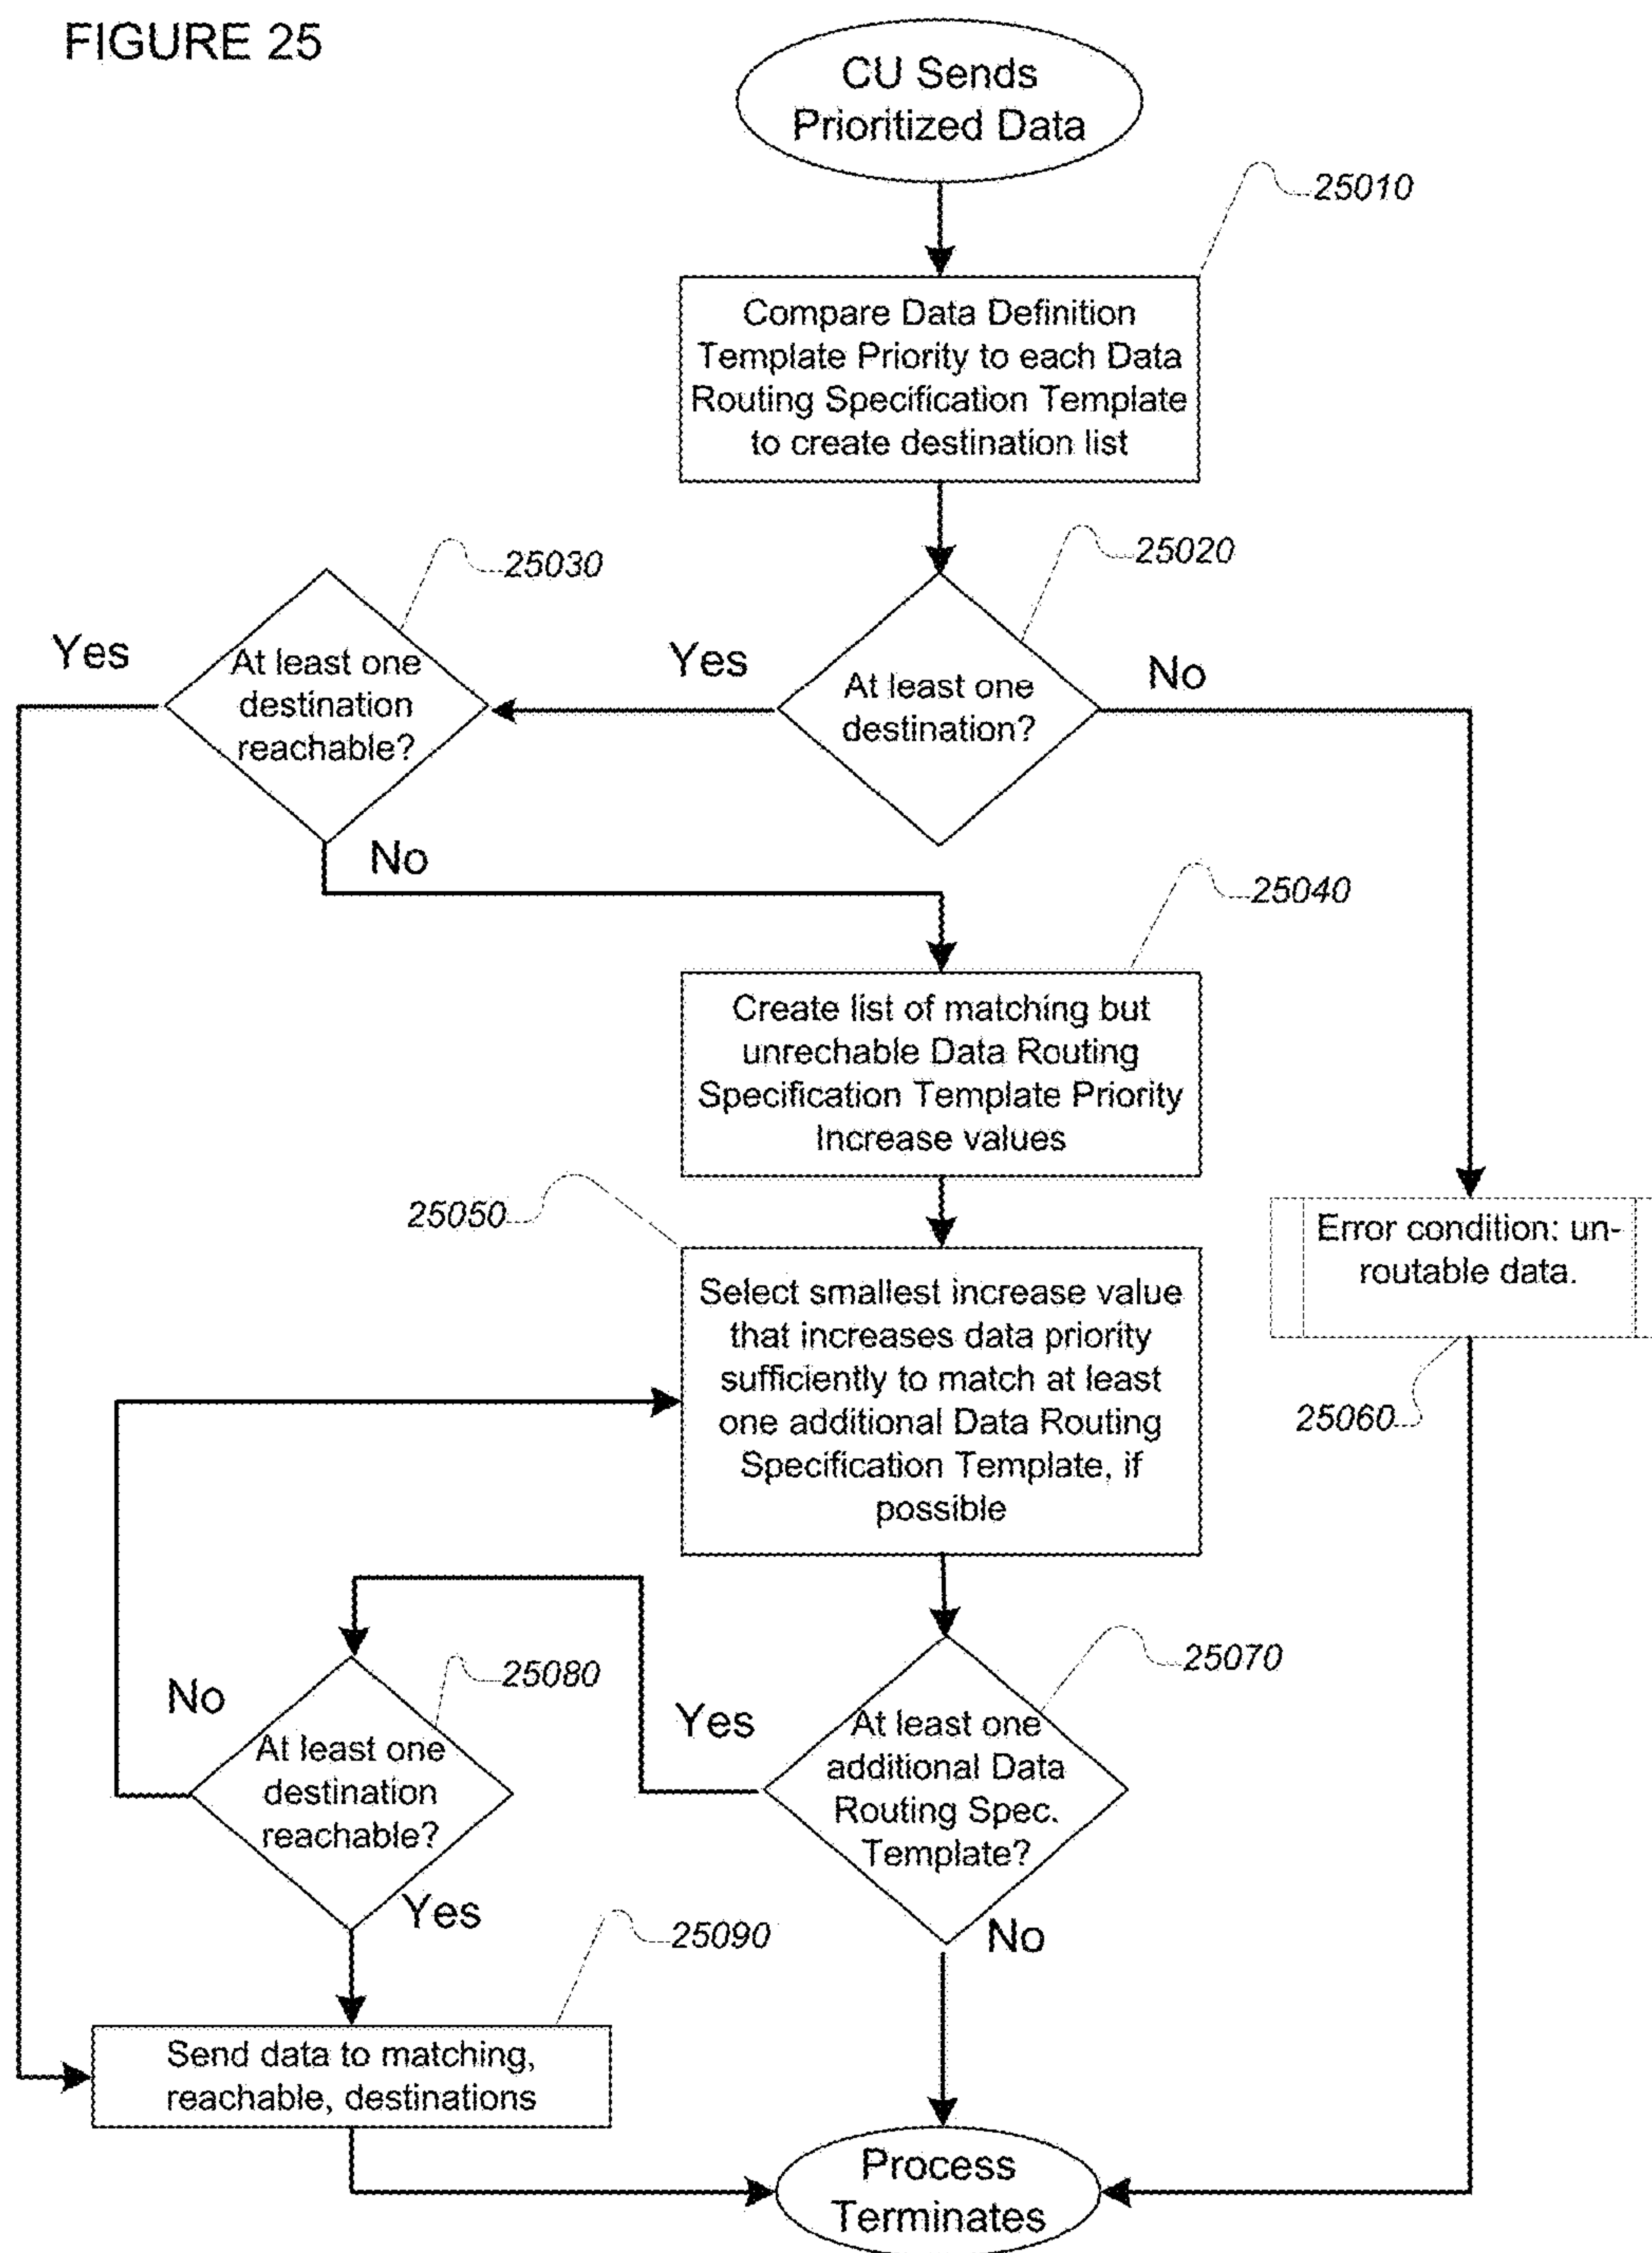 FIGURE 25
CU Sends
Prioritized Data
25010
Compare Data Definition
Template Priority to each Data
Routing Specification Template
to create destination list
25020
25030
Yes
At least one
destination
reachable?
Yes
At least one
destination?
No
No
25040
Create list of matching but
unrechable Data Routing
Specification Template Priority
Increase values
25050
Error condition: un-
routable data.
Select smallest increase value
that increases data priority
sufficiently to match at least
one additional Data Routing
Specification Template, if
possible
25060
25070
25080
No
Yes
At least one
destination
reachable?
At least one
additional Data
Routing Spec.
Template?
Yes
25090
No
Send data to matching,
reachable, destinations
Process
Terminates